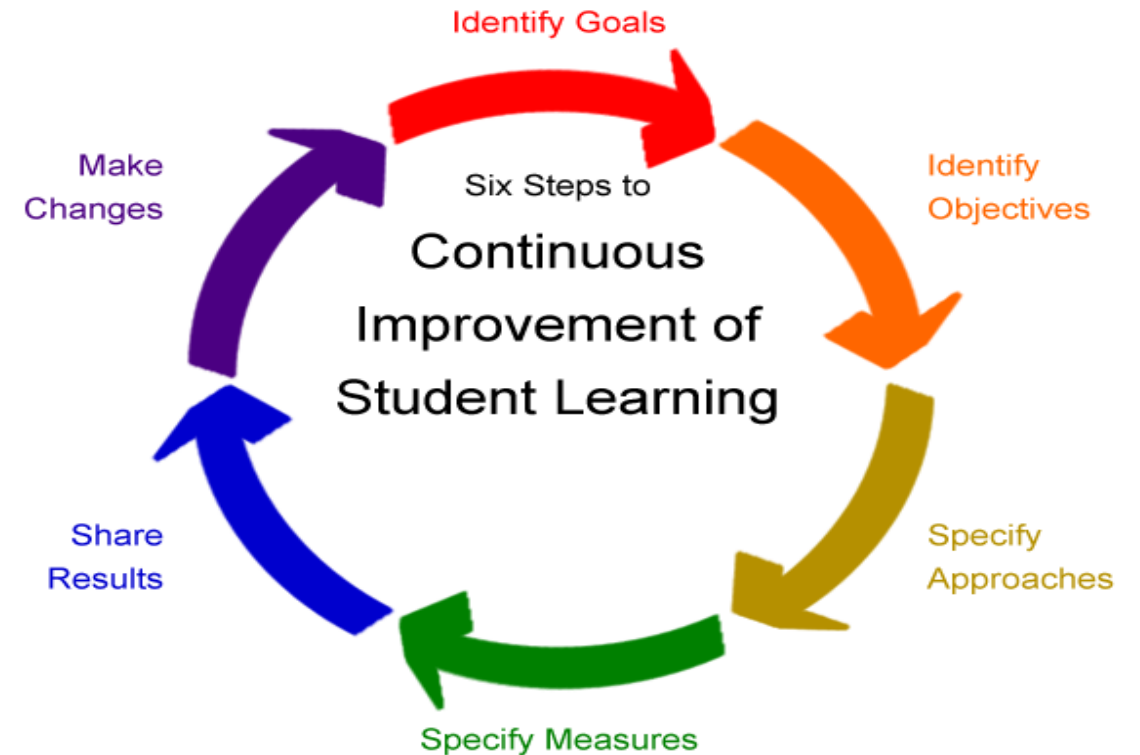 Identify Goals
Six Steps to
Continuous
Improvement of
Student Learning
Identify
Objectives
Specify
Approaches
Specify Measures
Share
Results
Make
Changes